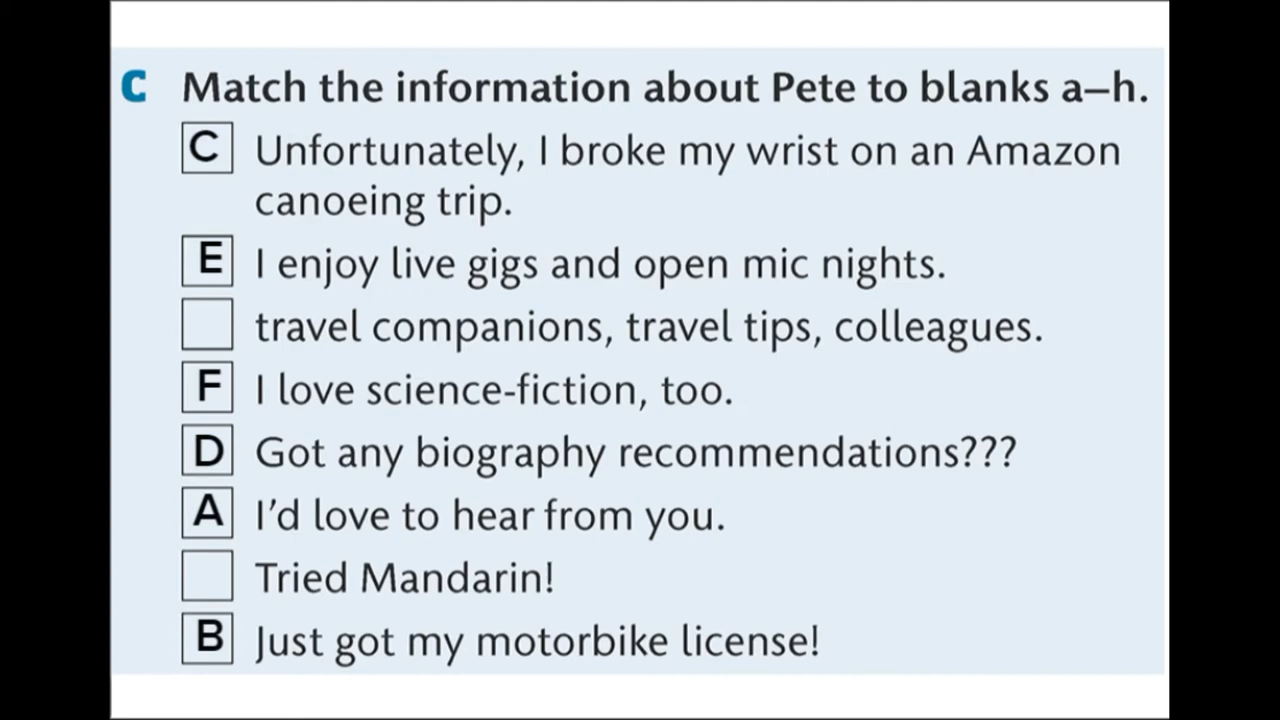 C Match the information about Pete to blanks a–h.
C Unfortunately, I broke my wrist on an Amazon
canoeing trip.
E I enjoy live gigs and open mic nights.
travel companions, travel tips, colleagues.
F I love science-fiction, too.
D Got any biography recommendations???
A I'd love to hear from you.
Tried Mandarin!
B Just got my motorbike license!